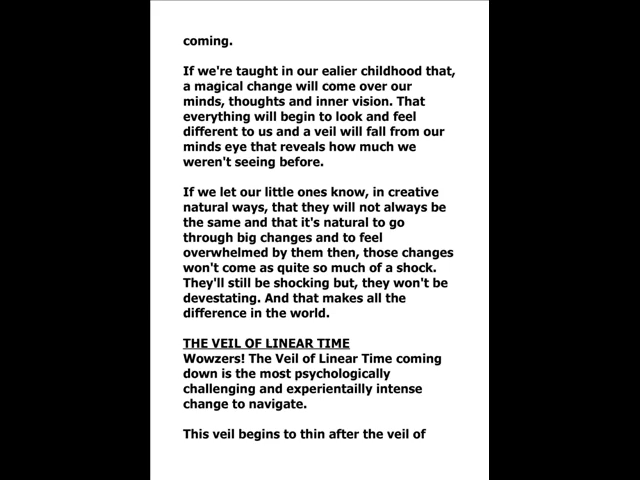 coming.
If we're taught in our ealier childhood that,
a magical change will come over our
minds, thoughts and inner vision. That
everything will begin to look and feel
different to us and a veil will fall from our
minds eye that reveals how much we
weren't seeing before.
If we let our little ones know, in creative
natural ways, that they will not always be
the same and that it's natural to go
through big changes and to feel
overwhelmed by them then, those changes
won't come as quite so much of a shock.
They'll still be shocking but, they won't be
devestating. And that makes all the
difference in the world.
THE VEIL OF LINEAR TIME
Wowzers! The Veil of Linear Time coming
down is the most psychologically
challenging and experientailly intense
change to navigate.
This veil begins to thin after the veil of